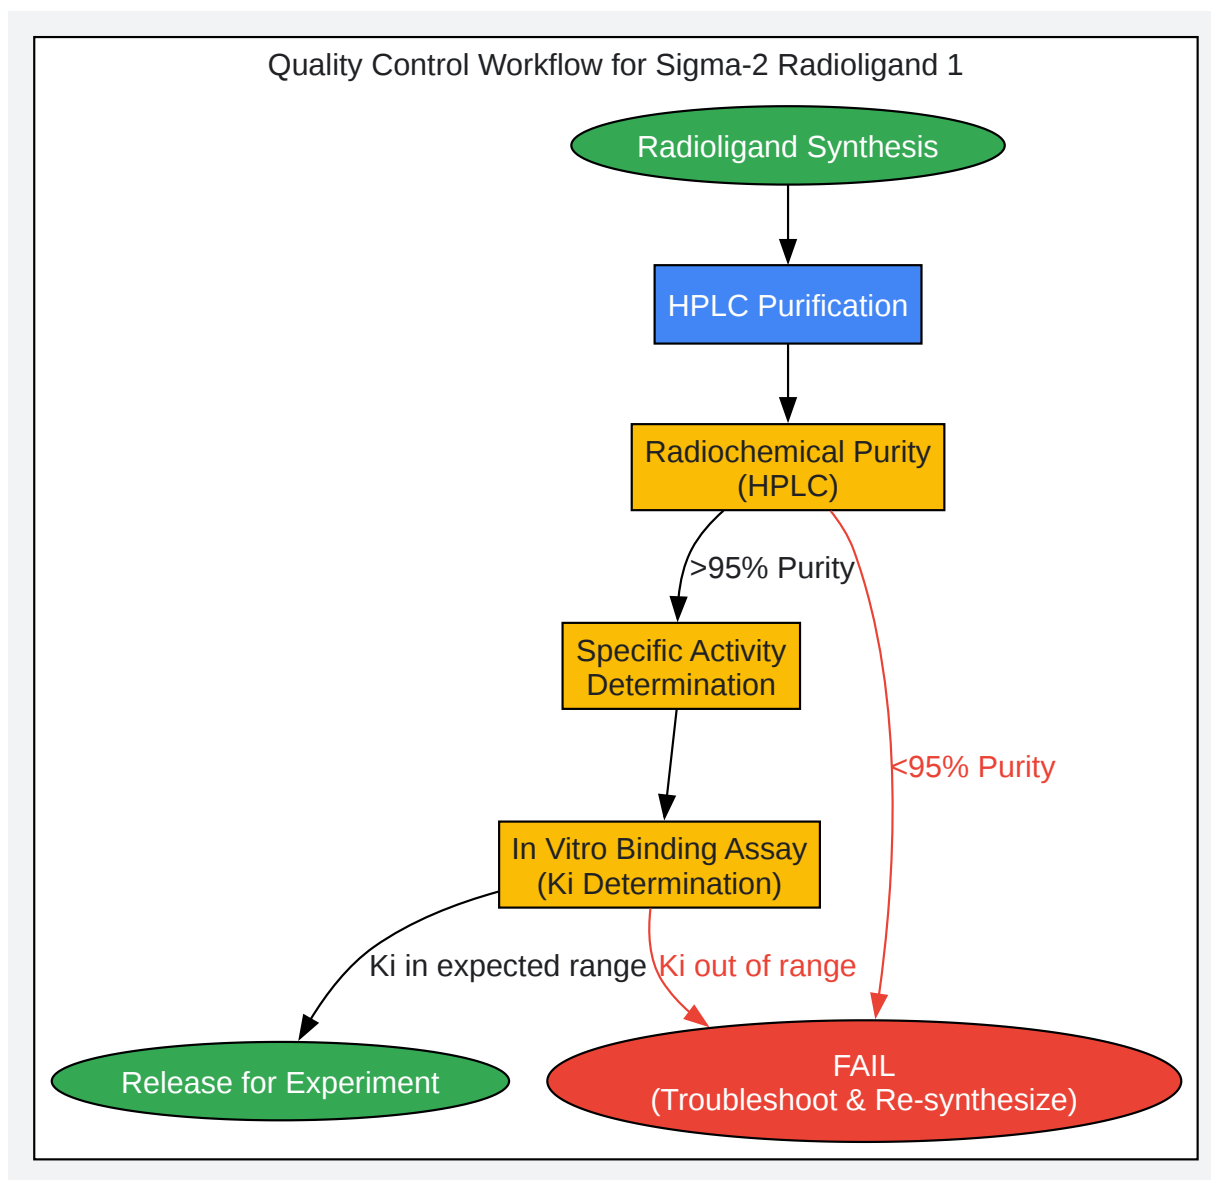 Quality Control Workflow for Sigma-2 Radioligand 1
Radioligand Synthesis
HPLC Purification
Radiochemical Purity
(HPLC)
>95% Purity
Specific Activity
Determination
<95% Purity
In Vitro Binding Assay
(Ki Determination)
Ki in expected range
Ki out of range
Release for Experiment
FAIL
(Troubleshoot & Re-synthesize)